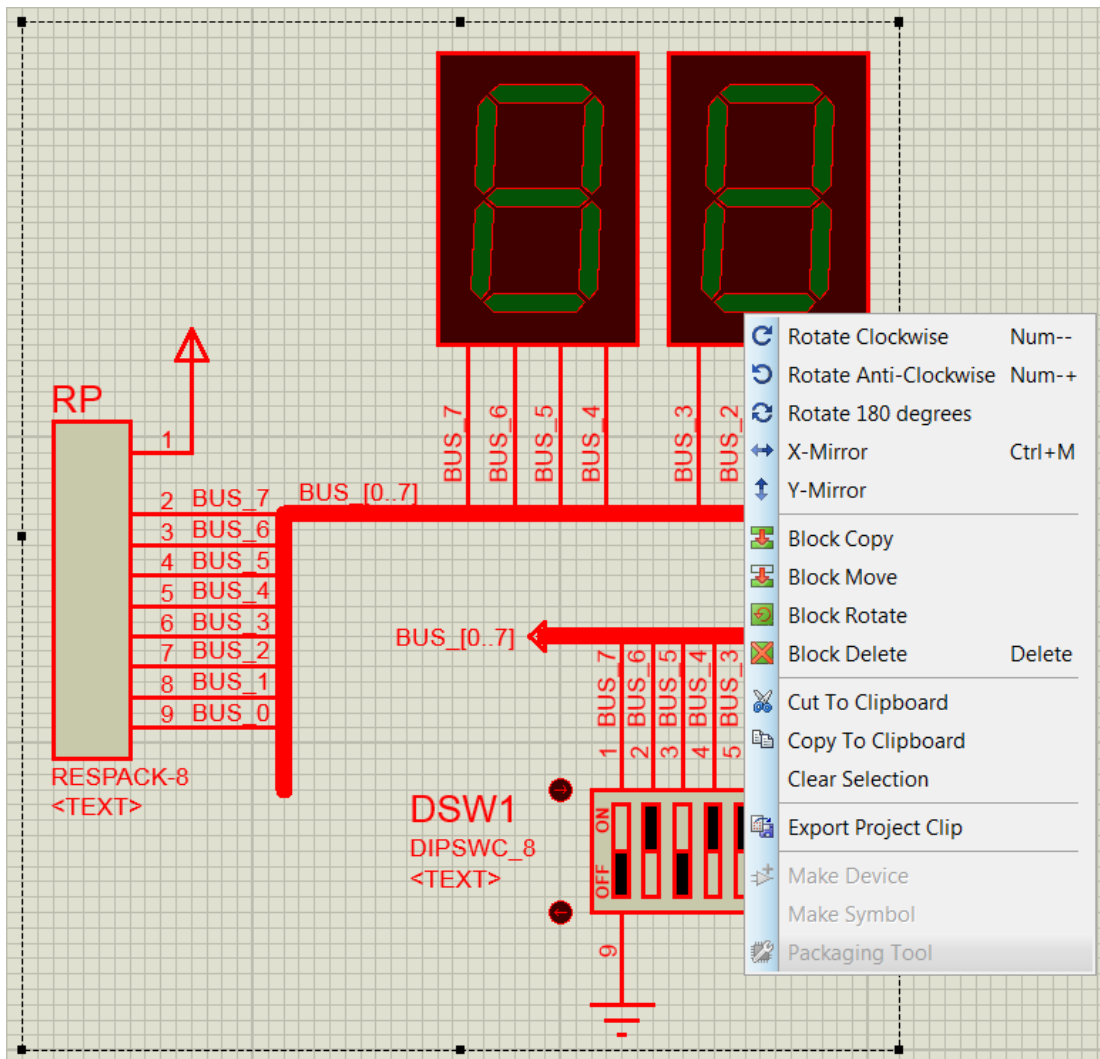 RP
1
2 BUS_7
3 BUS_6
4 BUS_5
5 BUS_4
6 BUS_3
7 BUS_2
8 BUS_1
9 BUS_0
RESPACK-8
<TEXT>
BUS_[0..7]
BUS_7
BUS_6
BUS_5
BUS_4
BUS_3
BUS_2
BUS_[0..7]
BUS_7
BUS_6
BUS_5
BUS_4
BUS_3
1
2
3
4
5
DSW1
DIPSWC_8
<TEXT>
ON
OFF
9
Rotate Clockwise Num--
Rotate Anti-Clockwise Num-+
Rotate 180 degrees
X-Mirror Ctrl+M
Y-Mirror
Block Copy
Block Move
Block Rotate
Block Delete Delete
Cut To Clipboard
Copy To Clipboard
Clear Selection
Export Project Clip
Make Device
Make Symbol
Packaging Tool